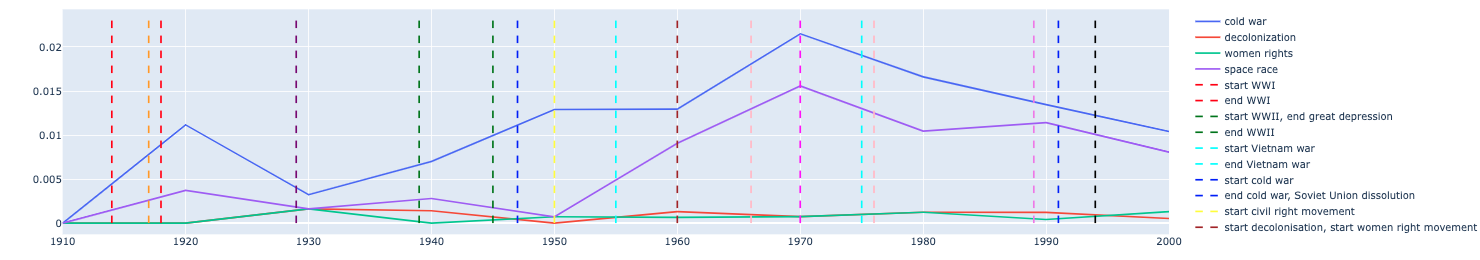 0.02
0.015
0.01
0.005
0
1910 1920 1930 1940 1950 1960 1970 1980 1990 2000
cold war
decolonization
women rights
space race
start WWI
end WWI
start WWII, end great depression
end WWII
start Vietnam war
end Vietnam war
start cold war
end cold war, Soviet Union dissolution
start civil right movement
start decolonisation, start women right movement